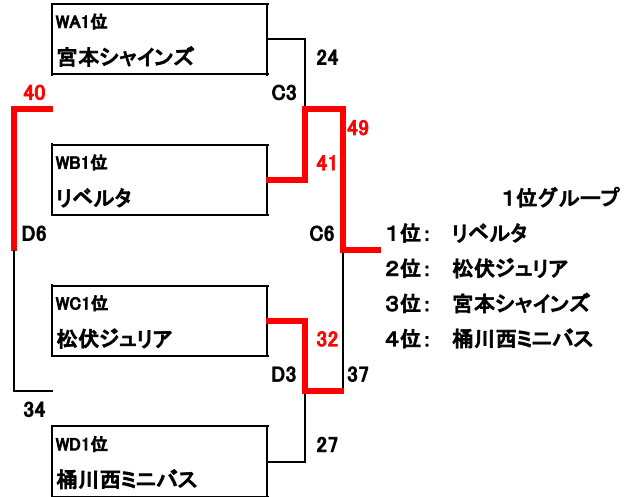 WA1位
宮本シャインズ
24
40
C3
49
WB1位
41
リベルタ
1位グループ
D6
C6
1位： リベルタ
2位： 松伏ジュリア
WC1位
3位： 宮本シャインズ
松伏ジュリア
32
4位： 桶川西ミニバス
D3
37
34
WD1位
27
桶川西ミニバス